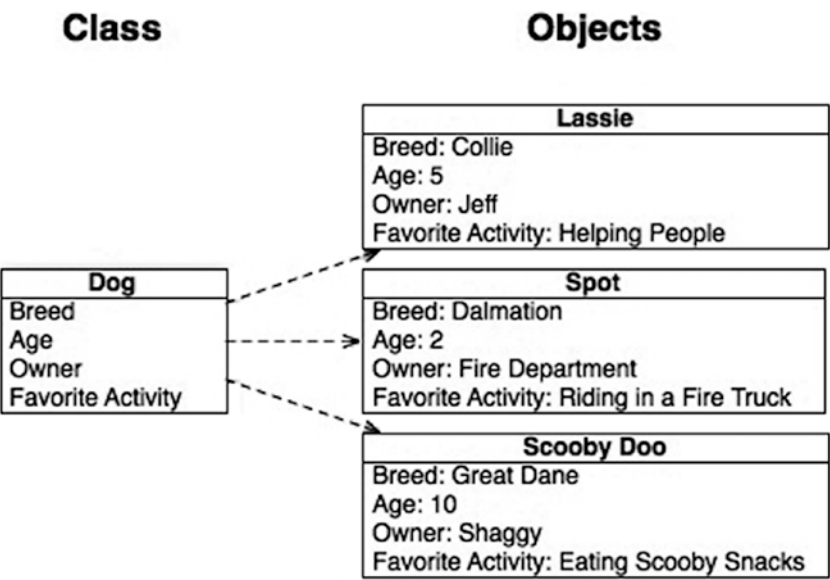 Class
Objects
Lassie
Breed: Collie
Age: 5
Owner: Jeff
Favorite Activity: Helping People
Dog
Breed
Age
Owner
Favorite Activity
Spot
Breed: Dalmation
Age: 2
Owner: Fire Department
Favorite Activity: Riding in a Fire Truck
Scooby Doo
Breed: Great Dane
Age: 10
Owner: Shaggy
Favorite Activity: Eating Scooby Snacks